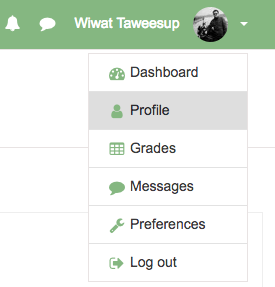 Wiwat Taweesup
Dashboard
Profile
Grades
Messages
Preferences
Log out